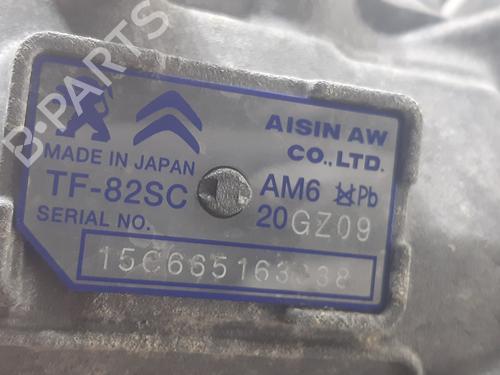 B-PARTS
AISIN AW
CO.,LTD.
MADE IN JAPAN
TF-82SC AM6 Pb
SERIAL NO. 20GZ09